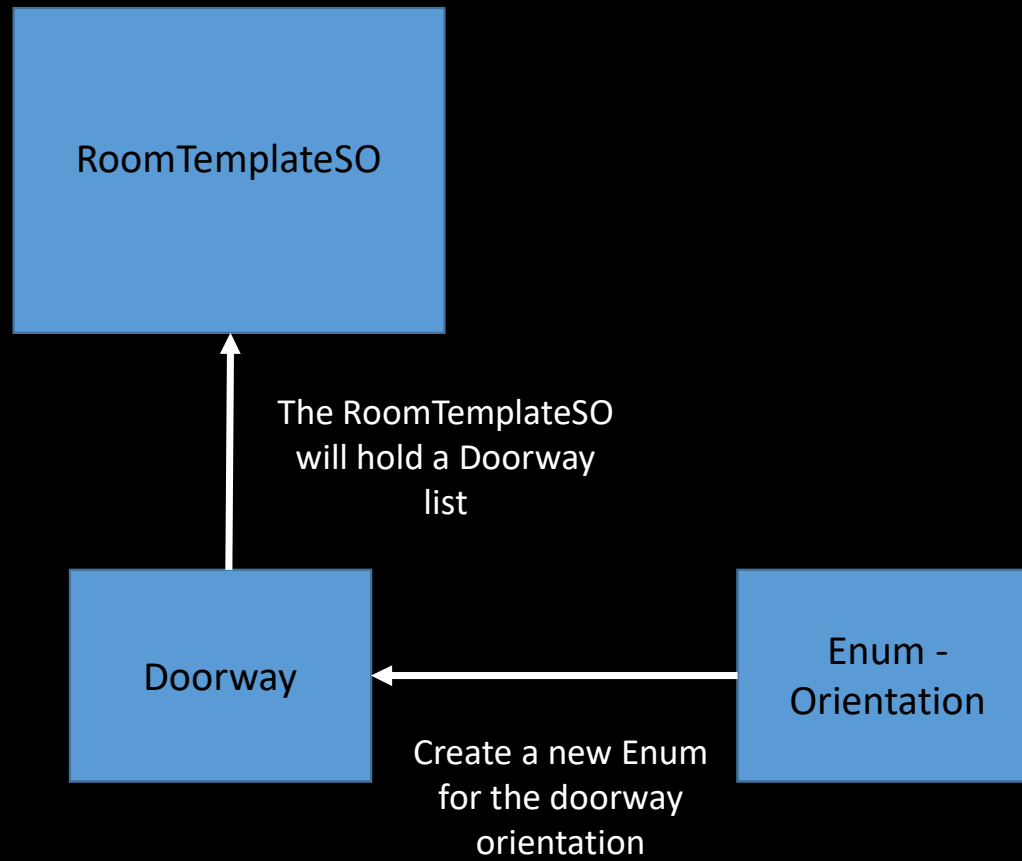 RoomTemplateSO
The RoomTemplateSO
will hold a Doorway
list
Doorway
Enum -
Orientation
Create a new Enum
for the doorway
orientation